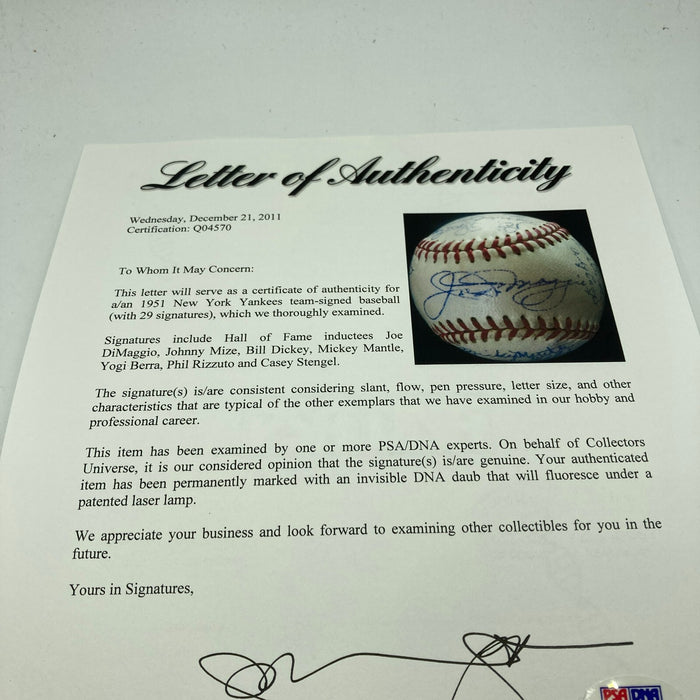 Letter of Authenticity
Wednesday, December 21, 2011
Certification: Q04570
To Whom It May Concern:
This letter will serve as a certificate of authenticity for
a/an 1951 New York Yankees team-signed baseball
(with 29 signatures), which we thoroughly examined.
Signatures include Hall of Fame inductees Joe
DiMaggio, Johnny Mize, Bill Dickey, Mickey Mantle,
Yogi Berra, Phil Rizzuto and Casey Stengel.
The signature(s) is/are consistent considering slant, flow, pen pressure, letter size, and other
characteristics that are typical of the other exemplars that we have examined in our hobby and
professional career.
This item has been examined by one or more PSA/DNA experts. On behalf of Collectors
Universe, it is our considered opinion that the signature(s) is/are genuine. Your authenticated
item has been permanently marked with an invisible DNA daub that will fluoresce under a
patented laser lamp.
We appreciate your business and look forward to examining other collectibles for you in the
future.
Yours in Signatures,
PSA DNA